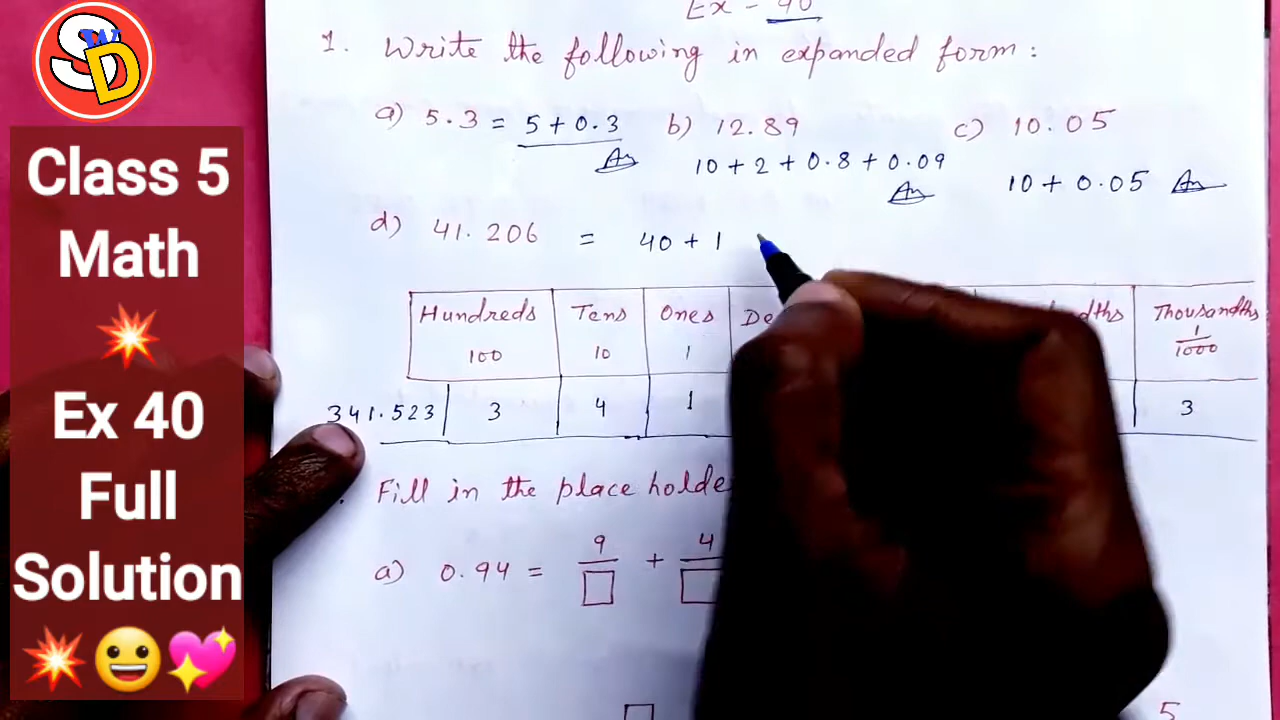 SWD
Class 5
Math
Ex 40
Full
Solution
Ex - 40
1. Write the following in expanded form :
a) 5.3 = 5 + 0.3 b) 12.89 c) 10.05
Ans 10 + 2 + 0.8 + 0.09 Ans 10 + 0.05 Ans
d) 41.206 = 40 + 1
Hundreds Tens Ones Thousandths
100 10 1 1/1000
341.523 3 4 1 3
Fill in the place
a) 0.94 = 9/□ + 4/□
5